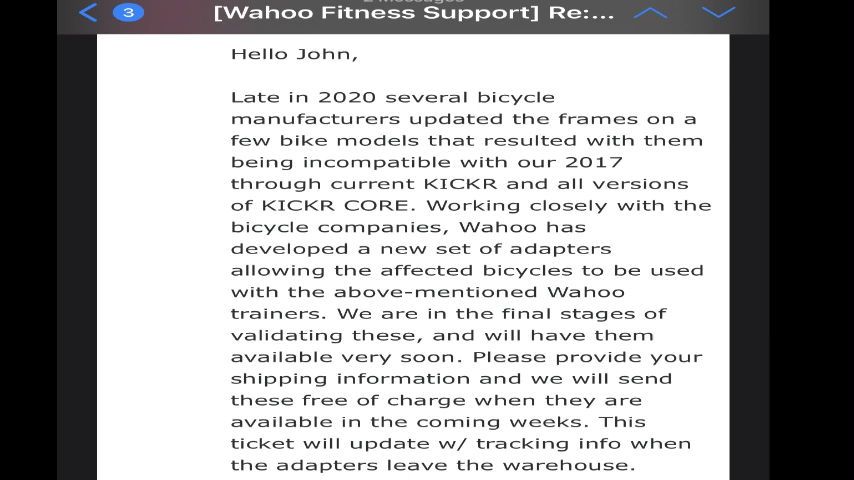 3
[Wahoo Fitness Support] Re:...
Hello John,
Late in 2020 several bicycle
manufacturers updated the frames on a
few bike models that resulted with them
being incompatible with our 2017
through current KICKR and all versions
of KICKR CORE. Working closely with the
bicycle companies, Wahoo has
developed a new set of adapters
allowing the affected bicycles to be used
with the above-mentioned Wahoo
trainers. We are in the final stages of
validating these, and will have them
available very soon. Please provide your
shipping information and we will send
these free of charge when they are
available in the coming weeks. This
ticket will update w/ tracking info when
the adapters leave the warehouse.